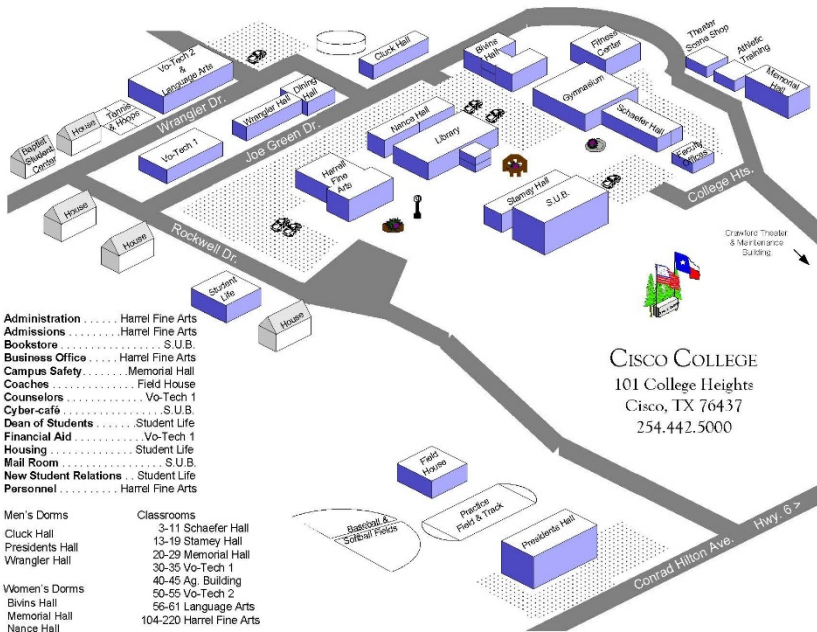 Vo-Tech 2
&
Language Arts
Cluck Hall
Bivins
Hall
Fitness
Center
Theater
Scene Shop
Athletic
Training
Memorial
Hall
Gymnasium
Schaefer Hall
Faculty
Offices
Dining
Hall
Wrangler Hall
Nance Hall
Library
House
Tennis
& Hoops
Baptist
Student
Center
Wrangler Dr.
Vo-Tech 1
Joe Green Dr.
Harrell
Fine
Arts
Stamey Hall
S.U.B.
College Hts.
House
House
Rockwell Dr.
Student
Life
House
Crawford Theater
& Maintenance
Building
Administration . . . . . . Harrel Fine Arts
Admissions . . . . . . . . . Harrel Fine Arts
Bookstore . . . . . . . . . . . . . . . . . S.U.B.
Business Office . . . . . Harrel Fine Arts
Campus Safety . . . . . . . . Memorial Hall
Coaches . . . . . . . . . . . . . . Field House
Counselors . . . . . . . . . . . . . Vo-Tech 1
Cyber-café . . . . . . . . . . . . . . . . . S.U.B.
Dean of Students . . . . . . . Student Life
Financial Aid . . . . . . . . . . . Vo-Tech 1
Housing . . . . . . . . . . . . . . . Student Life
Mail Room . . . . . . . . . . . . . . . . . S.U.B.
New Student Relations . . Student Life
Personnel . . . . . . . . . . Harrel Fine Arts
CISCO COLLEGE
101 College Heights
Cisco, TX 76437
254.442.5000
Men's Dorms
Cluck Hall
Presidents Hall
Wrangler Hall
Women's Dorms
Bivins Hall
Memorial Hall
Nance Hall
Classrooms
3-11 Schaefer Hall
13-19 Stamey Hall
20-29 Memorial Hall
30-35 Vo-Tech 1
40-45 Ag. Building
50-55 Vo-Tech 2
56-61 Language Arts
104-220 Harrel Fine Arts
Field
House
Baseball &
Softball Fields
Practice
Field & Track
Presidents Hall
Conrad Hilton Ave.
Hwy. 6 >